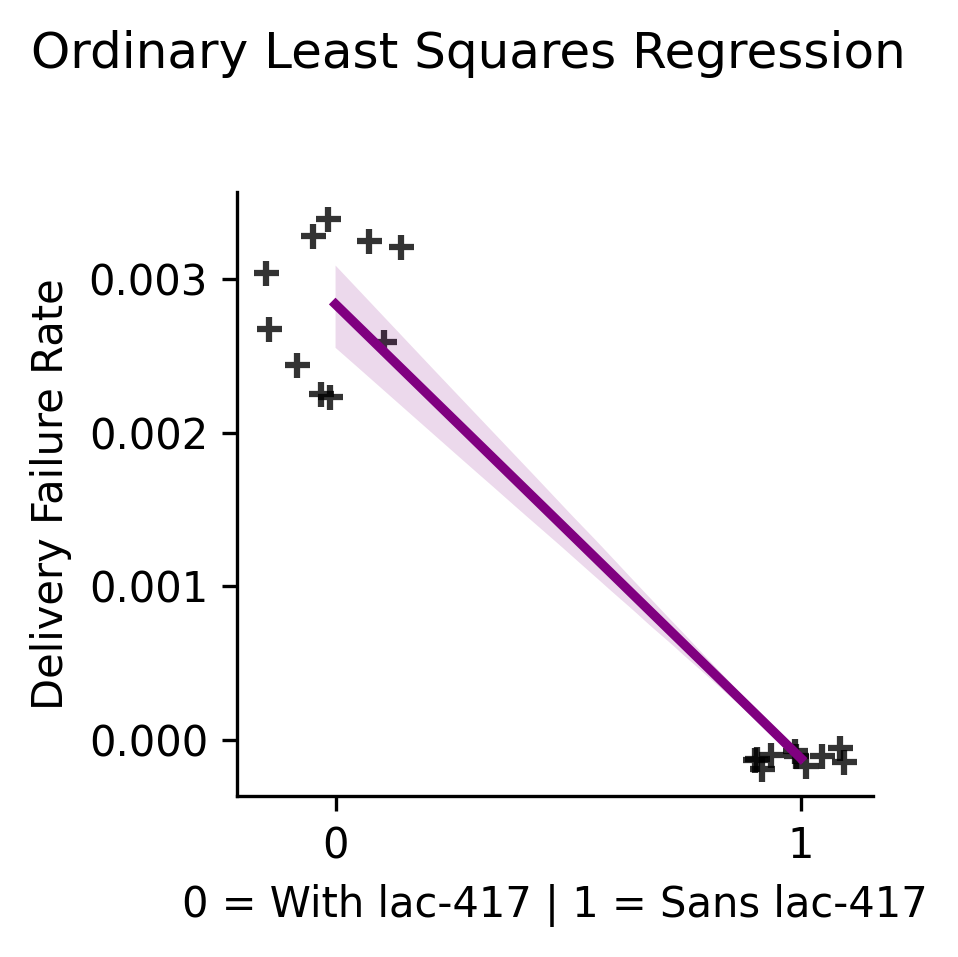 Ordinary Least Squares Regression
Delivery Failure Rate
0.003
0.002
0.001
0.000
0
1
0 = With lac-417 | 1 = Sans lac-417